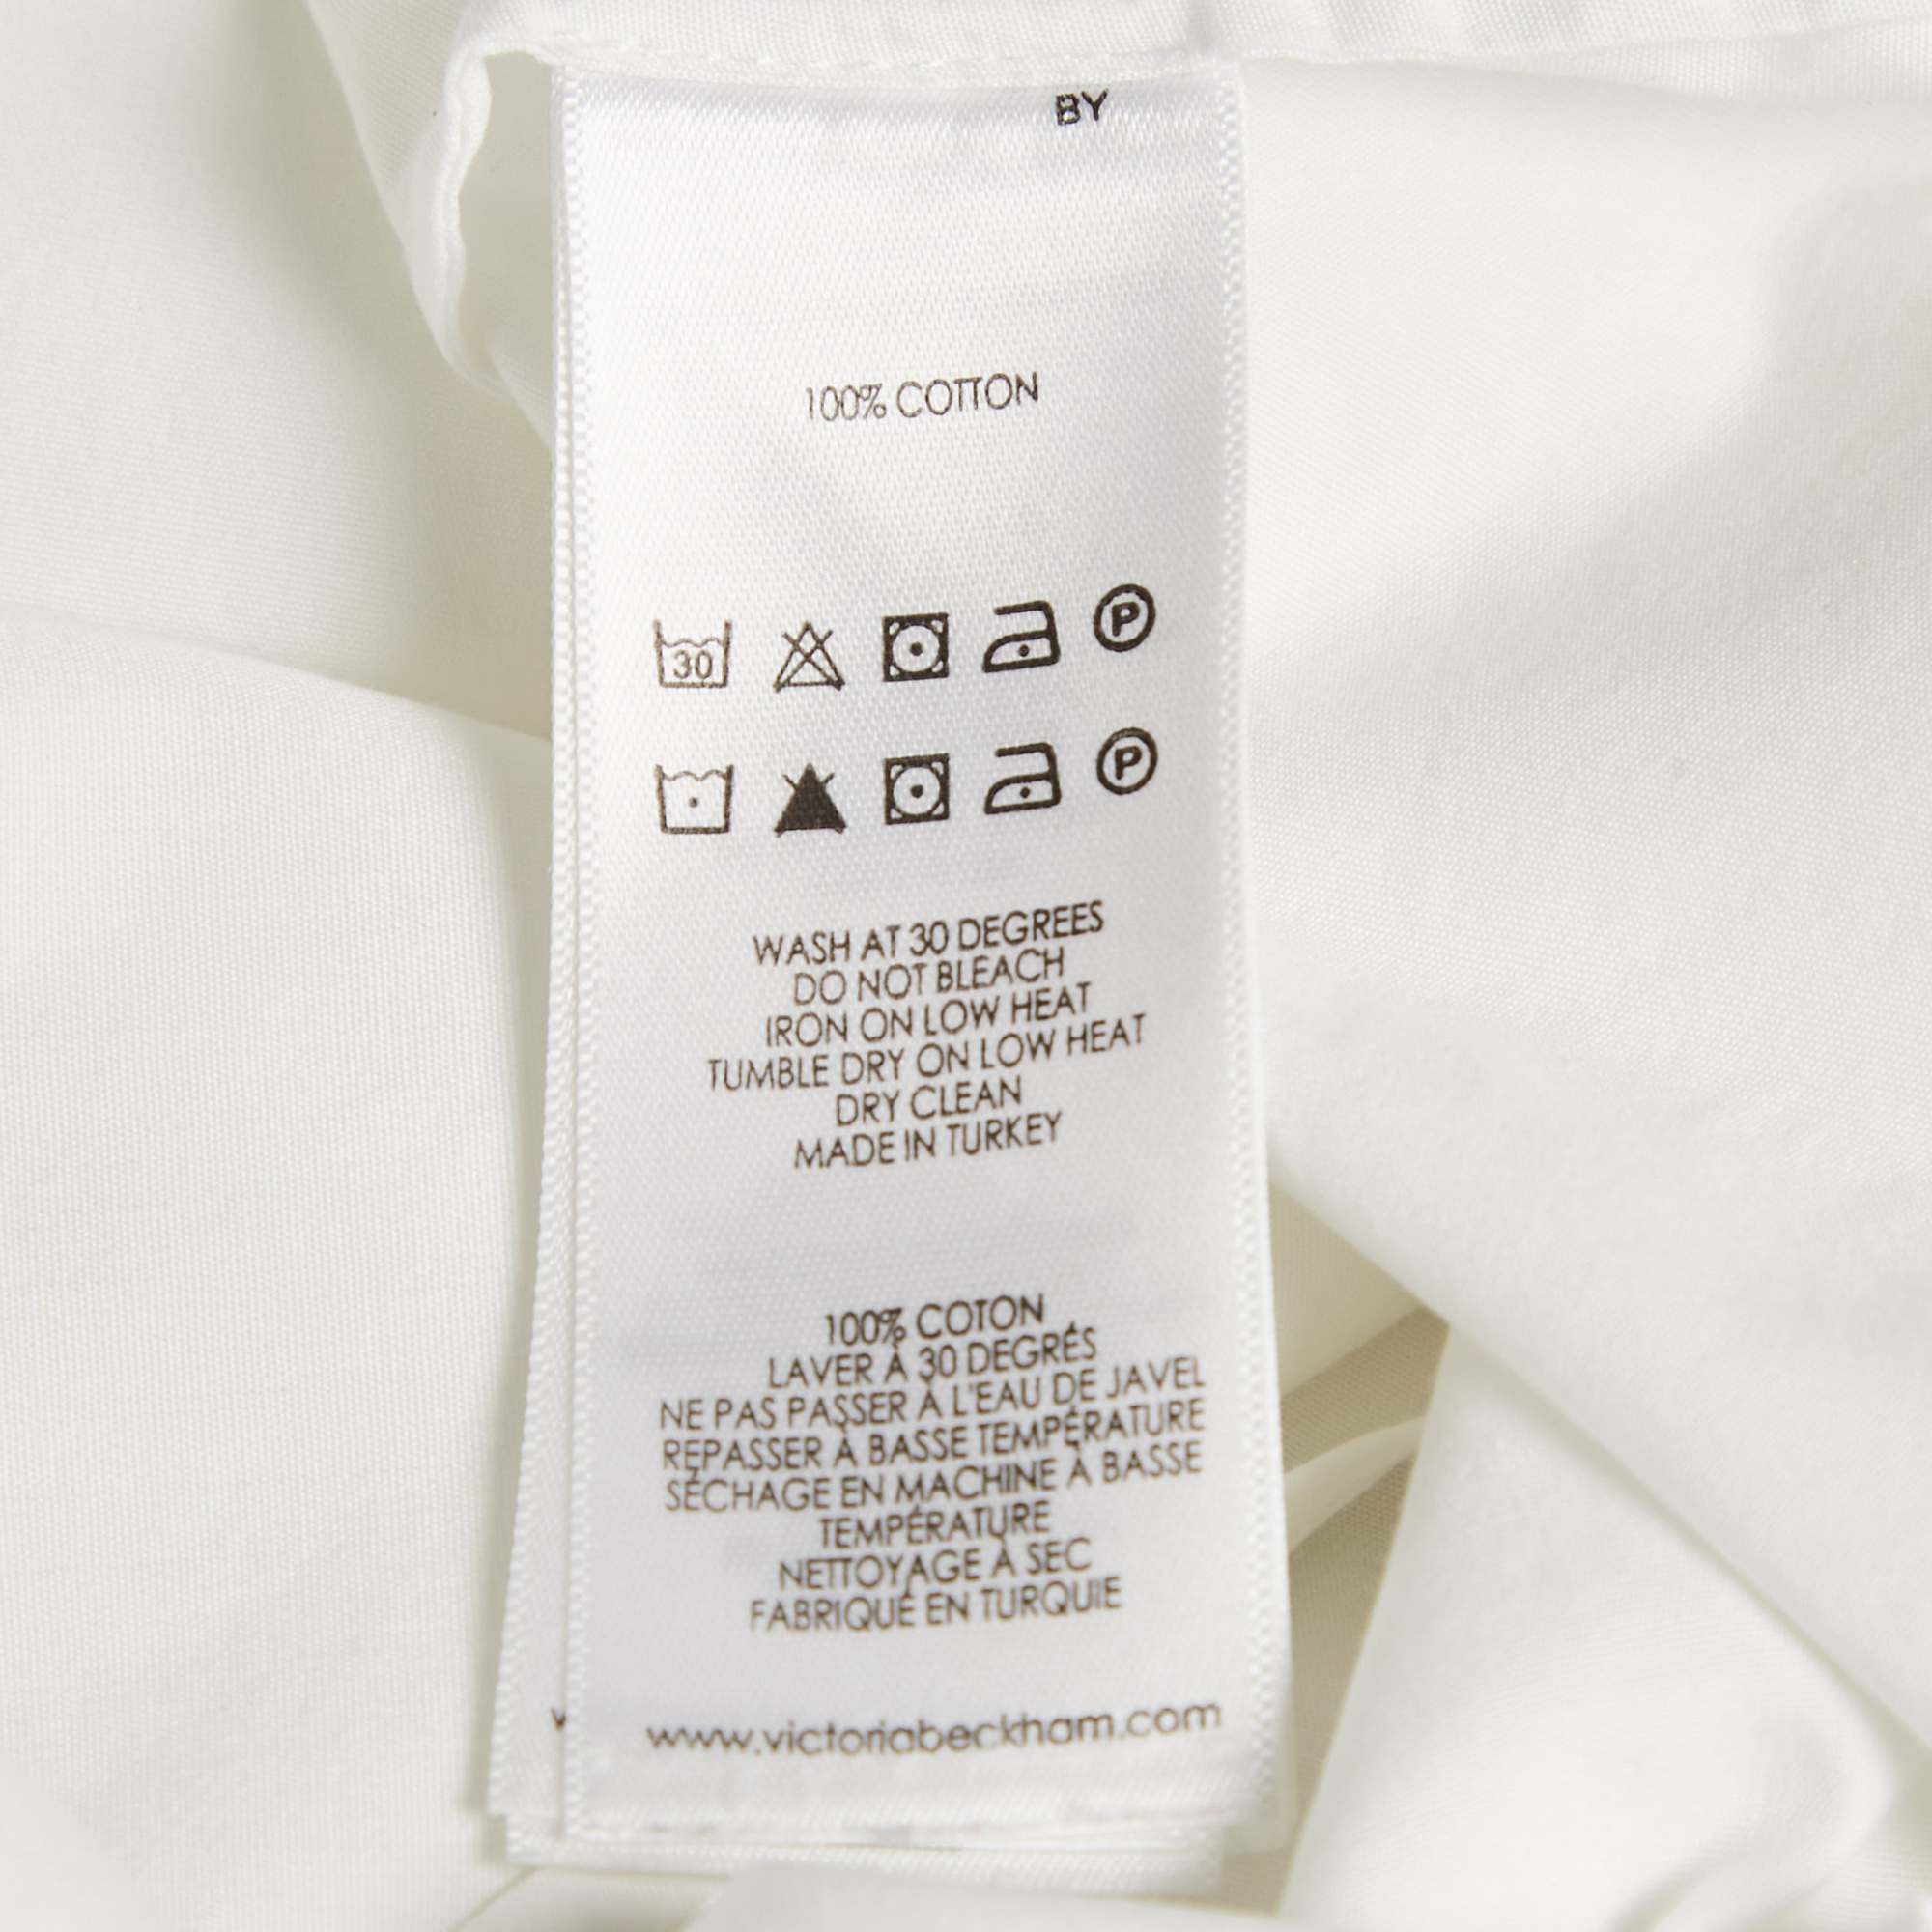 BY
100% COTTON
30
P
P
WASH AT 30 DEGREES
DO NOT BLEACH
IRON ON LOW HEAT
TUMBLE DRY ON LOW HEAT
DRY CLEAN
MADE IN TURKEY
100% COTON
LAVER À 30 DEGRÉS
NE PAS PASSER À L'EAU DE JAVEL
REPASSER À BASSE TEMPÉRATURE
SÉCHAGE EN MACHINE À BASSE
TEMPÉRATURE
NETTOYAGE À SEC
FABRIQUÉ EN TURQUIE
www.victoriabeckham.com